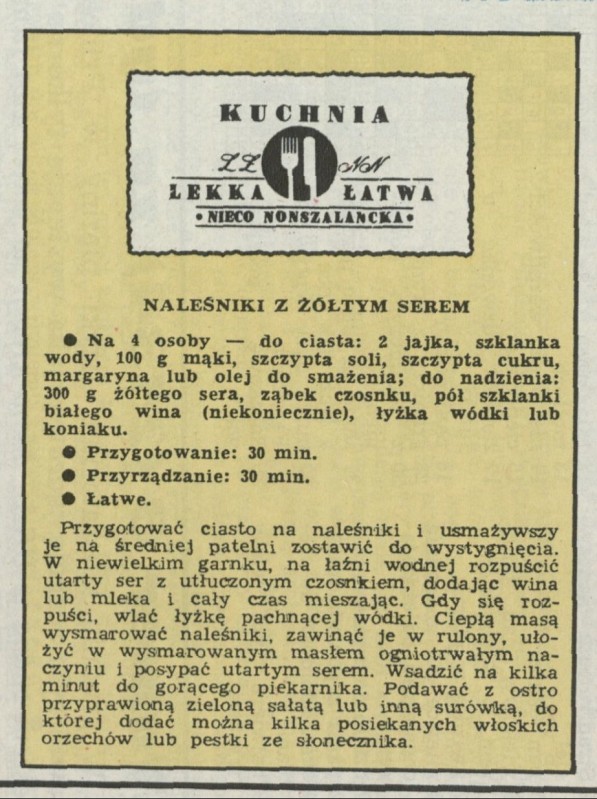 KUCHNIA
LEKKA ŁATWA
• NIECO NONSZALANCKA •
NALEŚNIKI Z ŻÓŁTYM SEREM
● Na 4 osoby — do ciasta: 2 jajka, szklanka
wody, 100 g mąki, szczypta soli, szczypta cukru,
margaryna lub olej do smażenia; do nadzienia:
300 g żółtego sera, ząbek czosnku, pół szklanki
białego wina (niekoniecznie), łyżka wódki lub
koniaku.
● Przygotowanie: 30 min.
● Przyrządzanie: 30 min.
● Łatwe.
Przygotować ciasto na naleśniki i usmażywszy
je na średniej patelni zostawić do wystygnięcia.
W niewielkim garnku, na łaźni wodnej rozpuścić
utarty ser z utłuczonym czosnkiem, dodając wina
lub mleka i cały czas mieszając. Gdy się roz-
puści, wlać łyżkę pachnącej wódki. Ciepłą masą
wysmarować naleśniki, zawinąć je w rulony, uło-
żyć w wysmarowanym masłem ogniotrwałym na-
czyniu i posypać utartym serem. Wsadzić na kilka
minut do gorącego piekarnika. Podawać z ostro
przyprawioną zieloną sałatą lub inną surówką, do
której dodać można kilka posiekanych włoskich
orzechów lub pestki ze słonecznika.